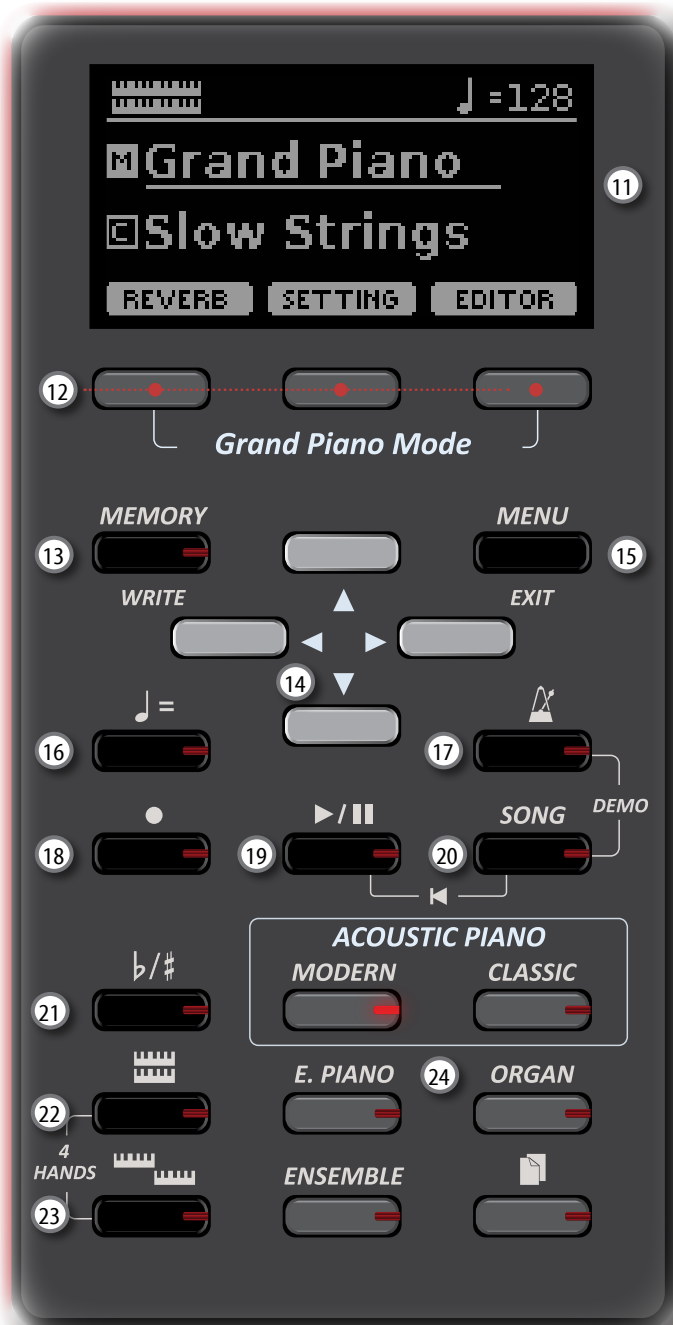 ♩=128
M Grand Piano
C Slow Strings
REVERB SETTING EDITOR
11
12
Grand Piano Mode
MEMORY MENU
13 15
WRITE EXIT
14
♩=
16 17
DEMO
SONG
18 19 20
ACOUSTIC PIANO
♭/♯ MODERN CLASSIC
21
E. PIANO 24 ORGAN
22
4
HANDS
ENSEMBLE
23